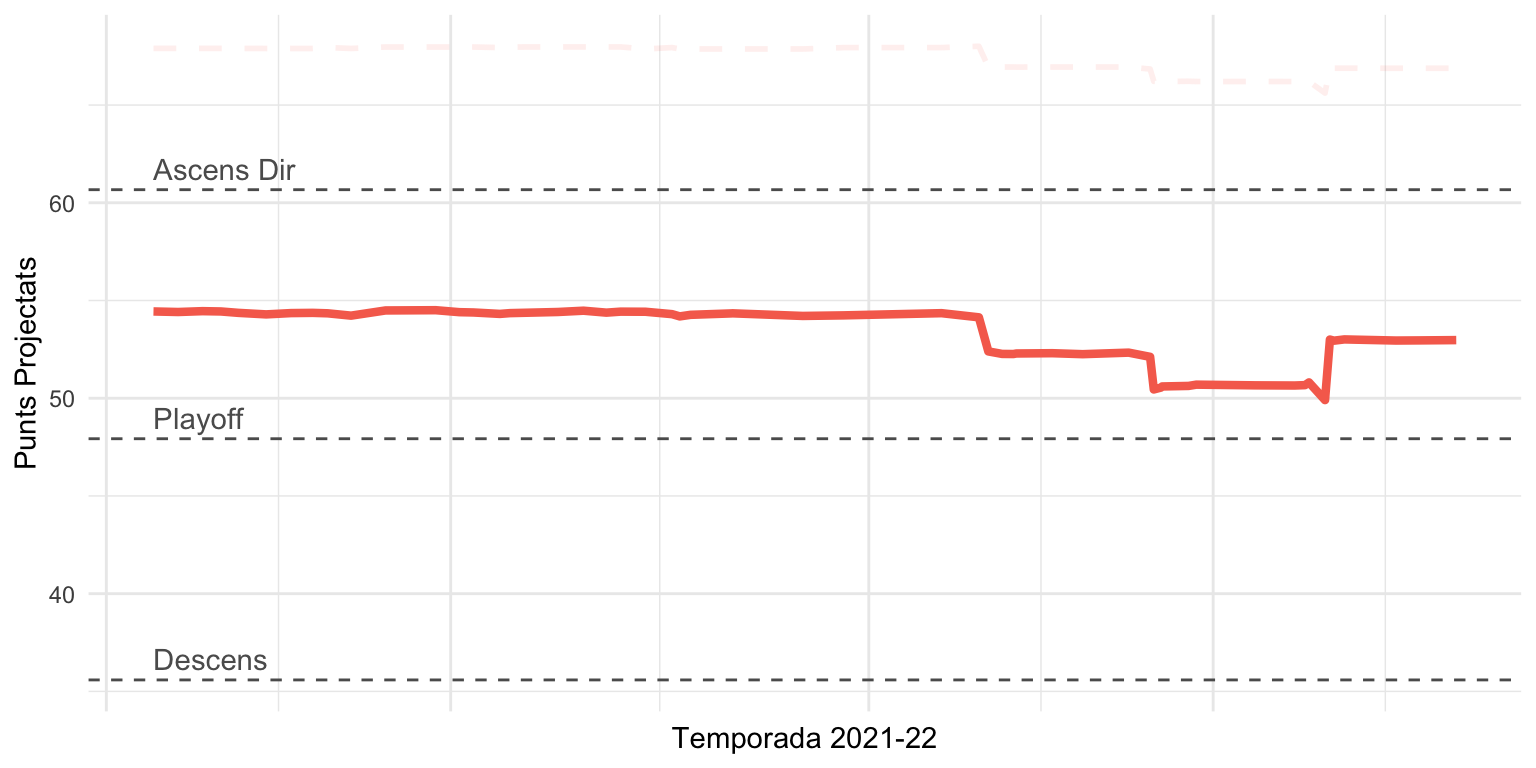 Ascens Dir
60
50
Playoff
40
Descens
Punts Projectats
Temporada 2021-22